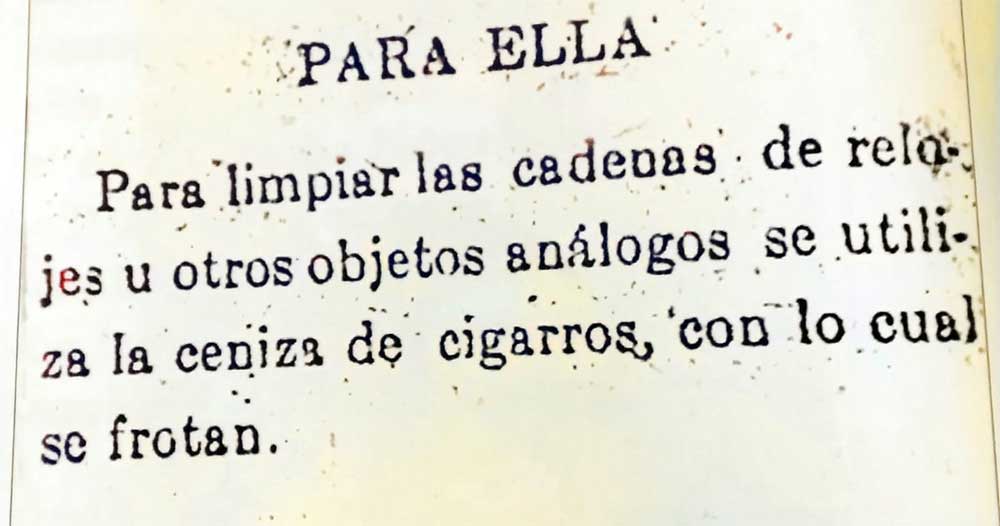 PARA ELLA
Para limpiar las cadenas de relo-
jes u otros objetos análogos se utili-
za la ceniza de cigarros, con lo cual
se frotan.